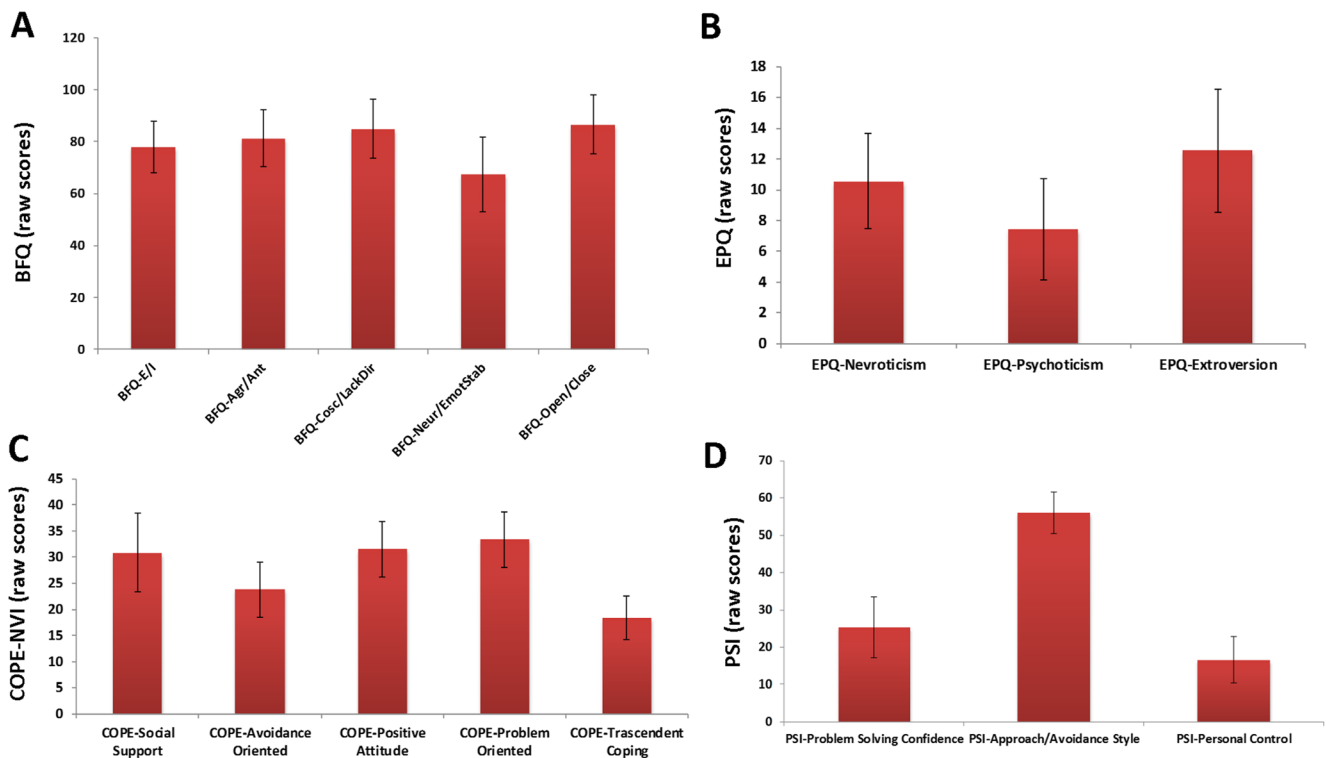 A
BFQ (raw scores)
120
100
80
60
40
20
0
BFQ-E/I
BFQ-Agr/Ant
BFQ-Cosc/LackDir
BFQ-Neur/EmotStab
BFQ-Open/Close
B
EPQ (raw scores)
18
16
14
12
10
8
6
4
2
0
EPQ-Nevroticism
EPQ-Psychoticism
EPQ-Extroversion
C
COPE-NVI (raw scores)
45
40
35
30
25
20
15
10
5
0
COPE-Social
Support
COPE-Avoidance
Oriented
COPE-Positive
Attitude
COPE-Problem
Oriented
COPE-Trascendent
Coping
D
PSI (raw scores)
70
60
50
40
30
20
10
0
PSI-Problem Solving Confidence
PSI-Approach/Avoidance Style
PSI-Personal Control